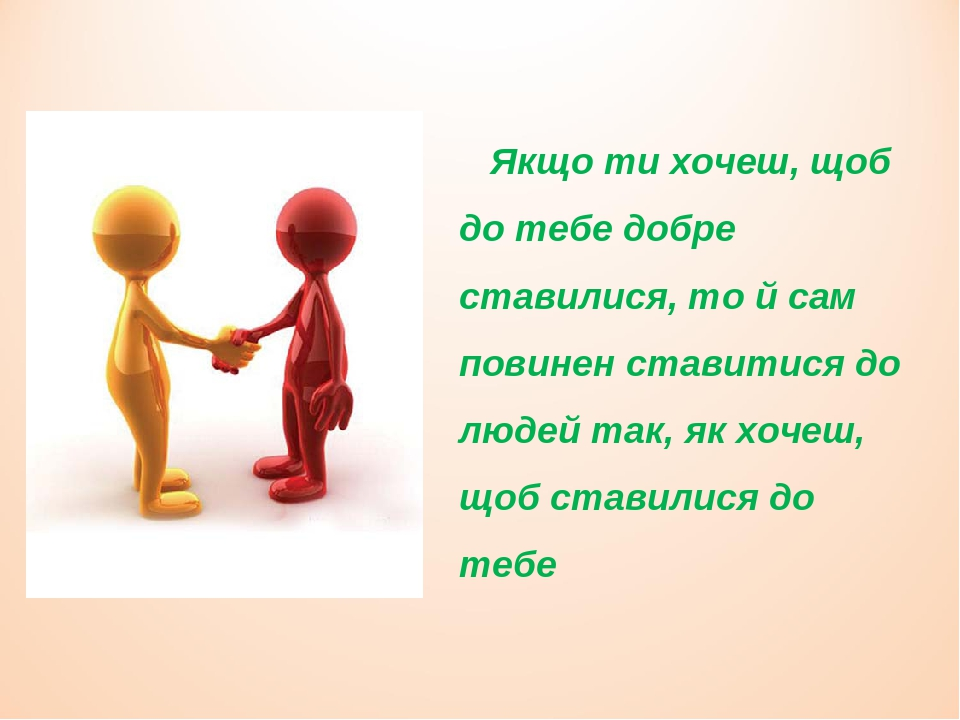 Якщо ти хочеш, щоб
до тебе добре
ставилися, то й сам
повинен ставитися до
людей так, як хочеш,
щоб ставилися до
тебе